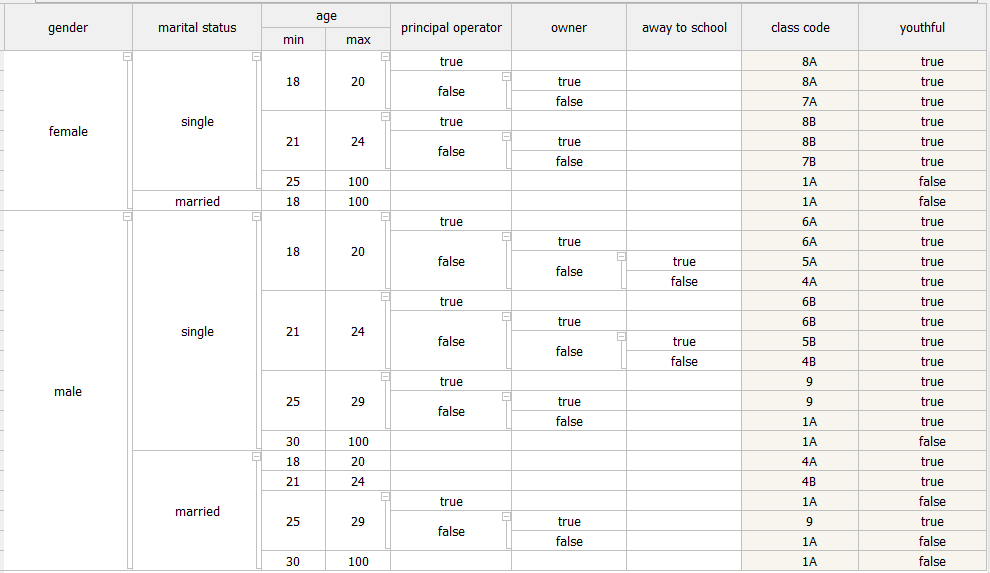 gender marital status age principal operator owner away to school class code youthful
min max
female single 18 20 true 8A true
false true 8A true
false 7A true
21 24 true 8B true
false true 8B true
false 7B true
25 100 1A false
married 18 100 1A false
male single 18 20 true 6A true
false true 6A true
false true 5A true
false 4A true
21 24 true 6B true
false true 6B true
false true 5B true
false 4B true
25 29 true 9 true
false true 9 true
false 1A true
30 100 1A false
married 18 20 4A true
21 24 4B true
25 29 true 1A false
false true 9 true
false 1A false
30 100 1A false